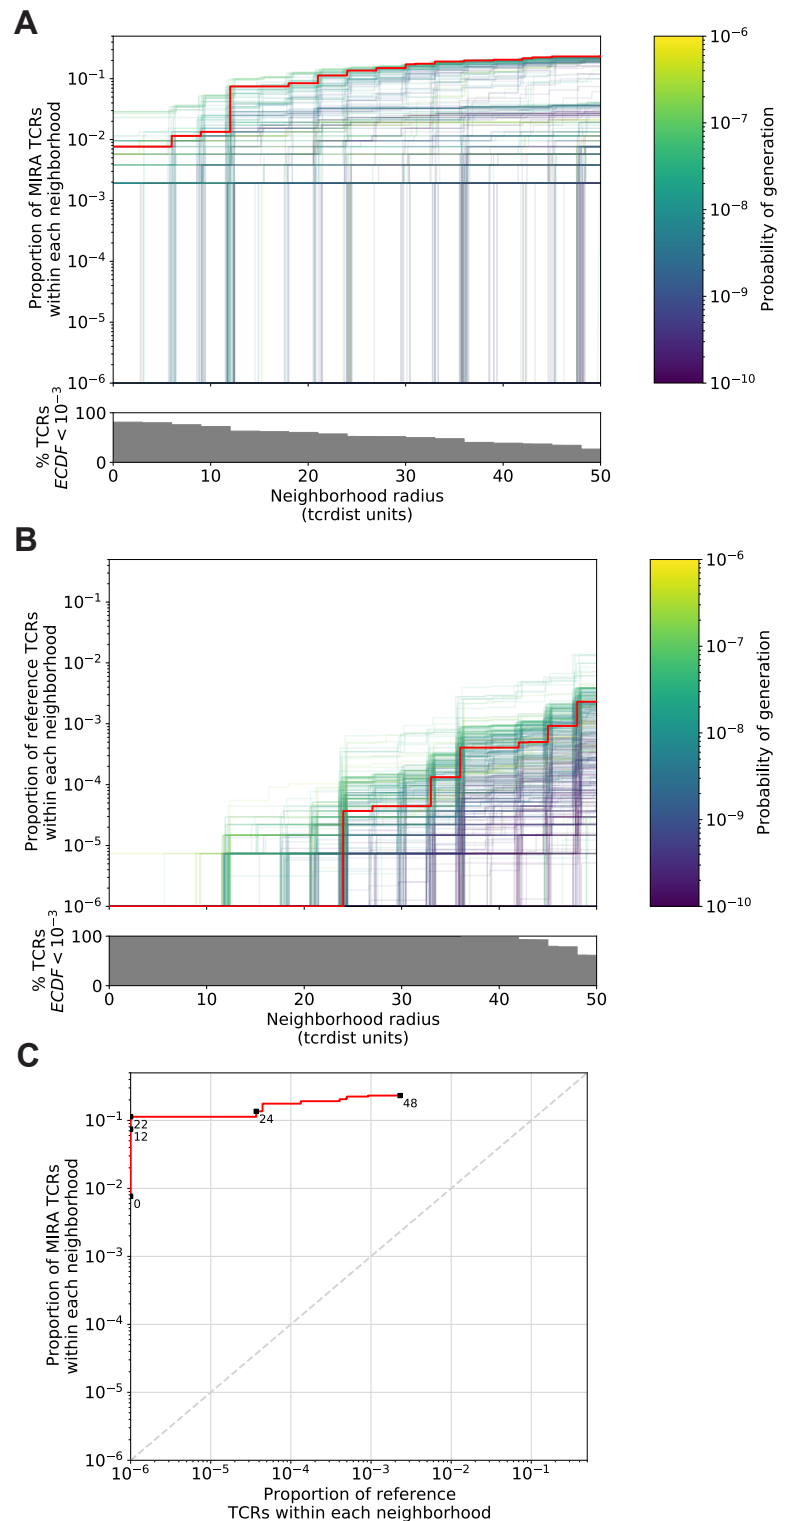 A
Proportion of MIRA TCRs
within each neighborhood
10⁻¹
10⁻²
10⁻³
10⁻⁴
10⁻⁵
10⁻⁶
10⁻⁶
10⁻⁷
10⁻⁸
10⁻⁹
10⁻¹⁰
Probability of generation
% TCRs
ECDF < 10⁻³
100
0
0 10 20 30 40 50
Neighborhood radius
(tcrdist units)
B
Proportion of reference TCRs
within each neighborhood
10⁻¹
10⁻²
10⁻³
10⁻⁴
10⁻⁵
10⁻⁶
10⁻⁶
10⁻⁷
10⁻⁸
10⁻⁹
10⁻¹⁰
Probability of generation
% TCRs
ECDF < 10⁻³
100
0
0 10 20 30 40 50
Neighborhood radius
(tcrdist units)
C
Proportion of MIRA TCRs
within each neighborhood
10⁻¹
10⁻²
10⁻³
10⁻⁴
10⁻⁵
10⁻⁶
22
12
0
24
48
10⁻⁶ 10⁻⁵ 10⁻⁴ 10⁻³ 10⁻² 10⁻¹
Proportion of reference
TCRs within each neighborhood